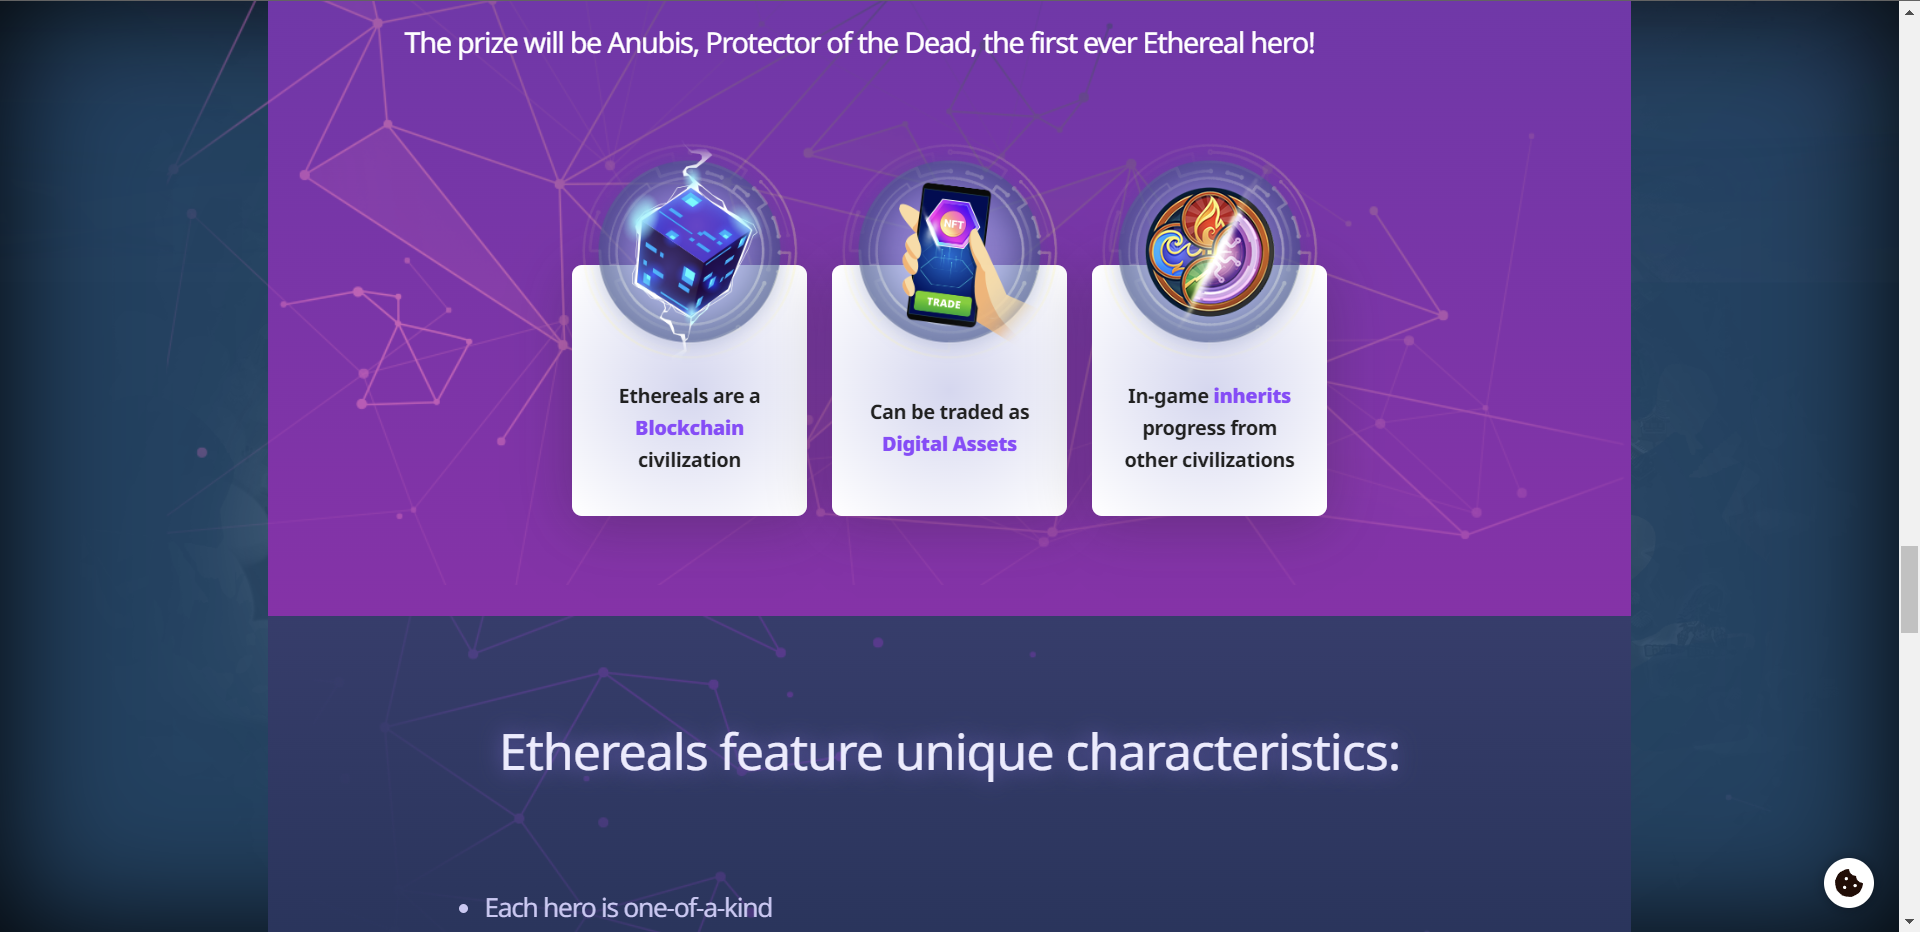 The prize will be Anubis, Protector of the Dead, the first ever Ethereal hero!
NFT
TRADE
Ethereals are a
Blockchain
civilization
Can be traded as
Digital Assets
In-game inherits
progress from
other civilizations
Ethereals feature unique characteristics:
• Each hero is one-of-a-kind